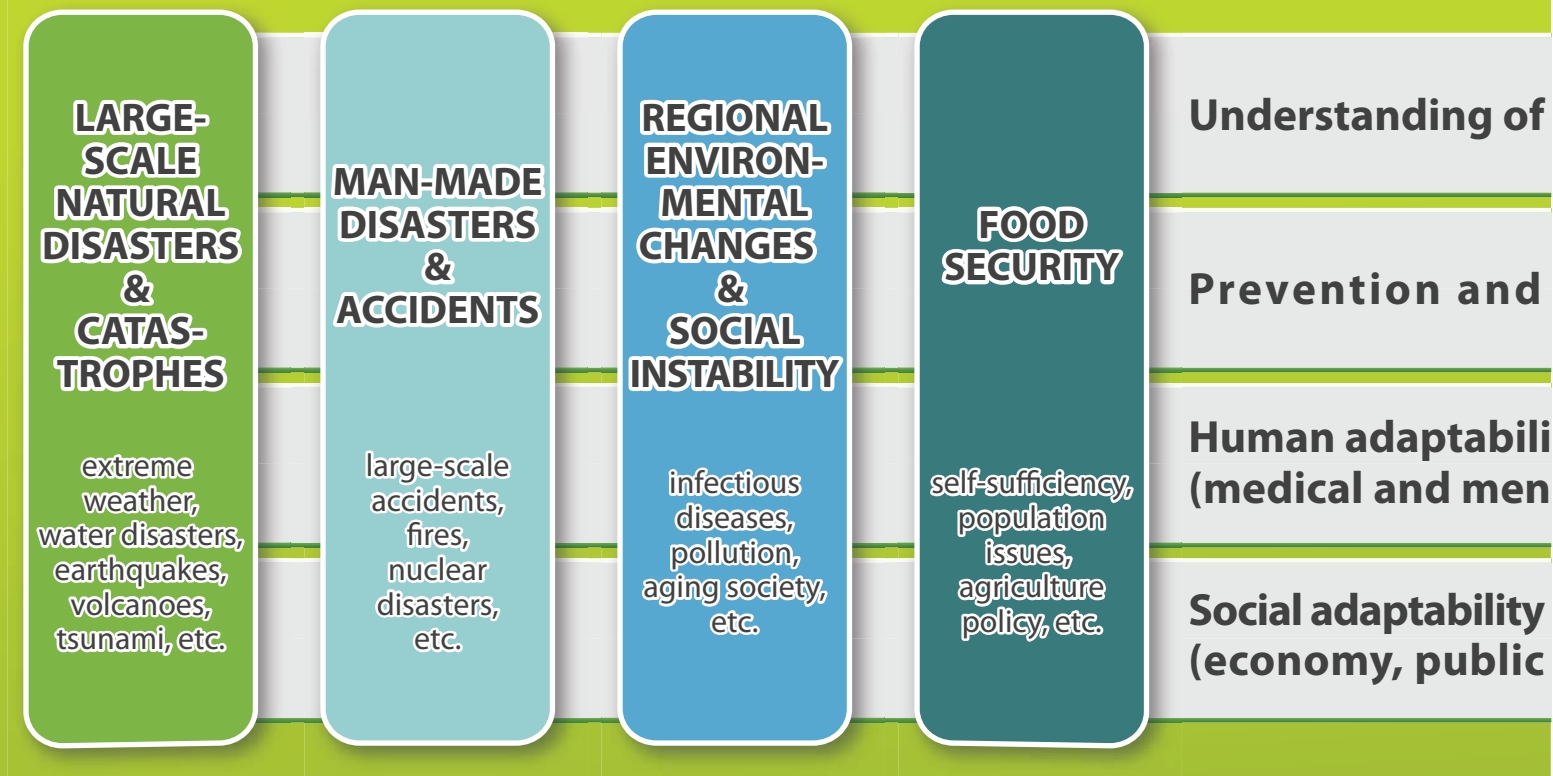 LARGE-
SCALE
NATURAL
DISASTERS
&
CATAS-
TROPHES
extreme
weather,
water disasters,
earthquakes,
volcanoes,
tsunami, etc.
MAN-MADE
DISASTERS
&
ACCIDENTS
large-scale
accidents,
fires,
nuclear
disasters,
etc.
REGIONAL
ENVIRON-
MENTAL
CHANGES
&
SOCIAL
INSTABILITY
infectious
diseases,
pollution,
aging society,
etc.
FOOD
SECURITY
self-sufficiency,
population
issues,
agriculture
policy, etc.
Understanding of
Prevention and
Human adaptabili
(medical and men
Social adaptability
(economy, public